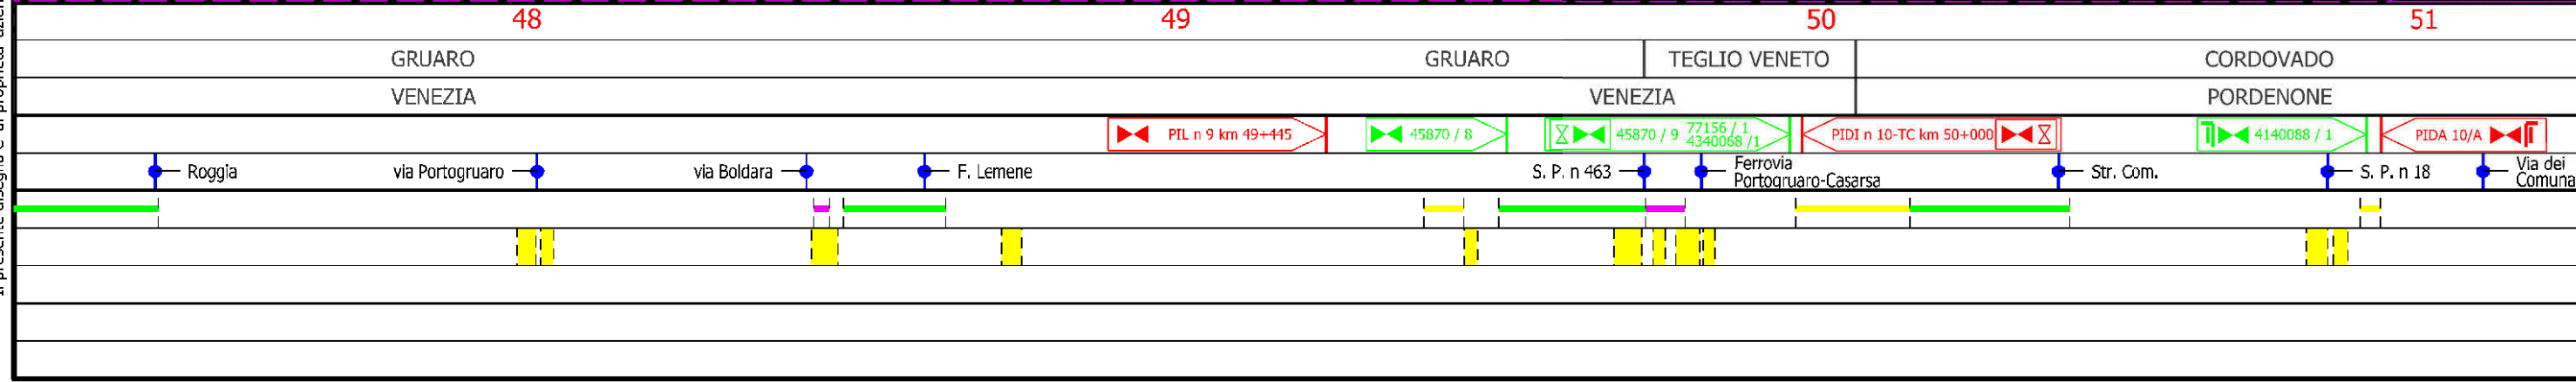 48 49 50 51
GRUARO GRUARO TEGLIO VENETO CORDOVADO
VENEZIA VENEZIA PORDENONE
PIL n 9 km 49+445
45870 / 8
45870 / 9
77156 / 1
4340068 /1
PIDI n 10-TC km 50+000
4140088 / 1
PIDA 10/A
Roggia
via Portogruaro
via Boldara
F. Lemene
S. P. n 463
Ferrovia
Portogruaro-Casarsa
Str. Com.
S. P. n 18
Via dei
Comuna